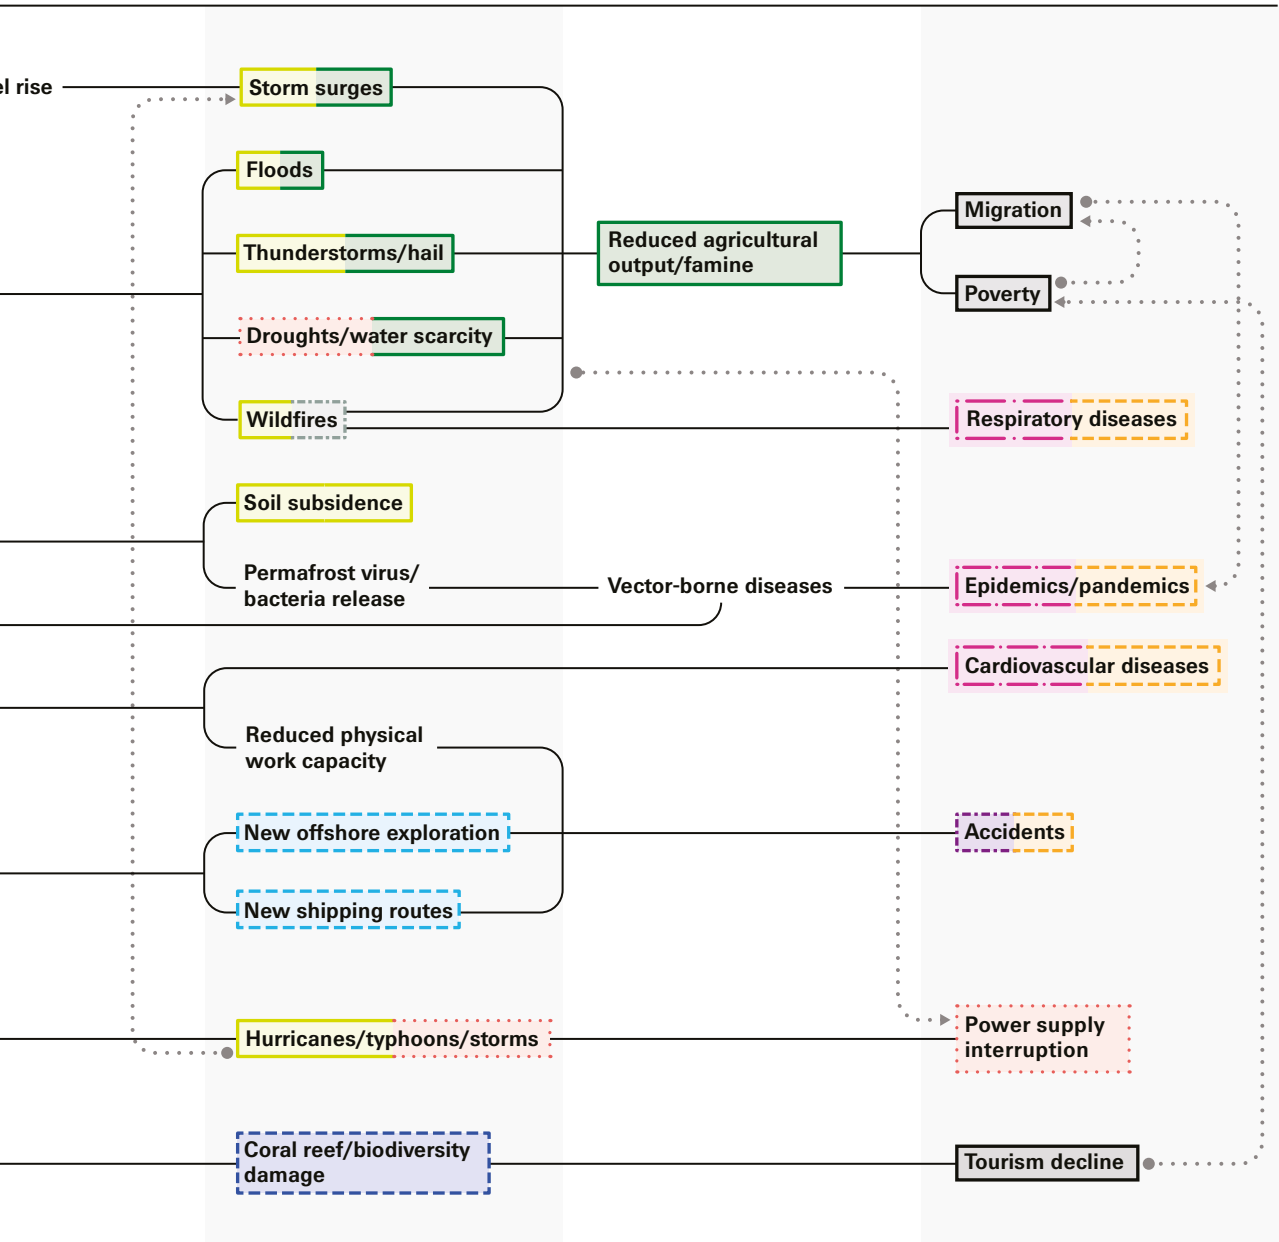 el rise
Storm surges
Floods
Thunderstorms/hail
Droughts/water scarcity
Wildfires
Soil subsidence
Permafrost virus/
bacteria release
Reduced physical
work capacity
New offshore exploration
New shipping routes
Hurricanes/typhoons/storms
Coral reef/biodiversity
damage
Reduced agricultural
output/famine
Vector-borne diseases
Migration
Poverty
Respiratory diseases
Epidemics/pandemics
Cardiovascular diseases
Accidents
Power supply
interruption
Tourism decline